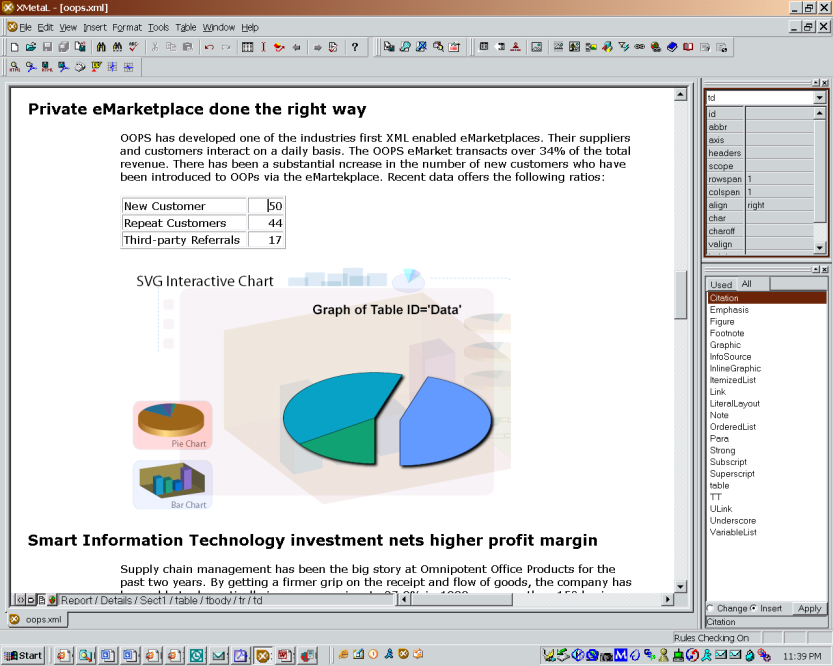 XMetaL - [oops.xml]
File Edit View Insert Format Tools Table Window Help
Private eMarketplace done the right way
OOPS has developed one of the industries first XML enabled eMarketplaces. Their suppliers
and customers interact on a daily basis. The OOPS eMarket transacts over 34% of the total
revenue. There has been a substantial ncrease in the number of new customers who have
been introduced to OOPs via the eMartekplace. Recent data offers the following ratios:
New Customer 50
Repeat Customers 44
Third-party Referrals 17
SVG Interactive Chart
Graph of Table ID='Data'
Pie Chart
Bar Chart
Smart Information Technology investment nets higher profit margin
Supply chain management has been the big story at Omnipotent Office Products for the
past two years. By getting a firmer grip on the receipt and flow of goods, the company has
Report / Details / Sect1 / table / tbody / tr / td
oops.xml
td
id
abbr
axis
headers
scope
rowspan 1
colspan 1
align right
char
charoff
valign
Used All
Citation
Emphasis
Figure
Footnote
Graphic
InfoSource
InlineGraphic
ItemizedList
Link
LiteralLayout
Note
OrderedList
Para
Strong
Subscript
Superscript
table
TT
ULink
Underscore
VariableList
Change Insert Apply
Citation
Rules Checking On
Start
11:39 PM